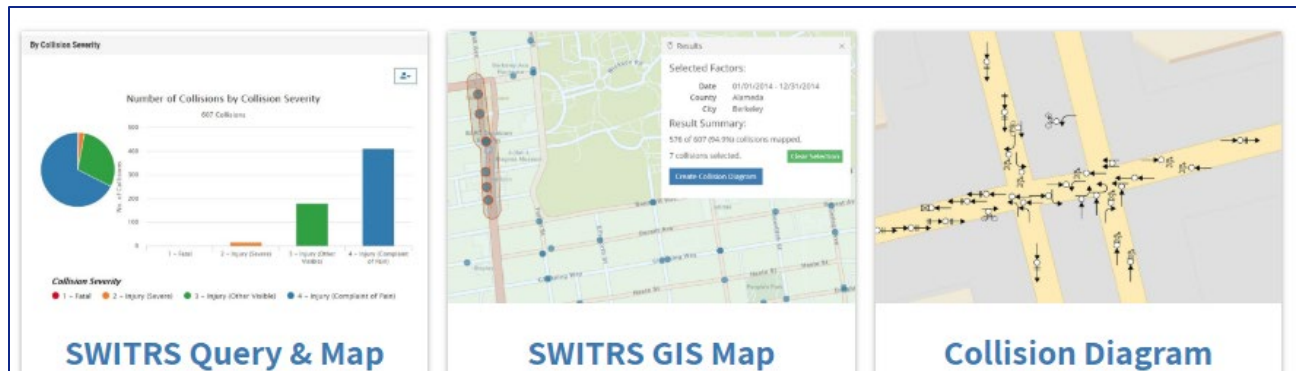 By Collision Severity
Number of Collisions by Collision Severity
607 Collisions
No. of Collisions
500
400
300
200
100
0
1 – Fatal
2 – Injury (Severe)
3 – Injury (Other Visible)
4 – Injury (Complaint of Pain)
Collision Severity
1 – Fatal
2 – Injury (Severe)
3 – Injury (Other Visible)
4 – Injury (Complaint of Pain)
SWITRS Query & Map
Results
×
Selected Factors:
Date 01/01/2014 - 12/31/2014
County Alameda
City Berkeley
Result Summary:
576 of 607 (94.9%) collisions mapped.
7 collisions selected.
Clear Selection
Create Collision Diagram
Haste St
Haste St
SWITRS GIS Map
Collision Diagram